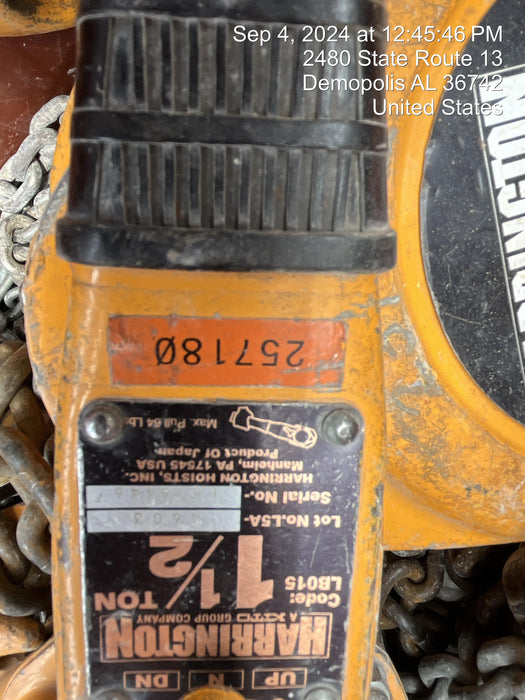 Sep 4, 2024 at 12:45:46 PM
2480 State Route 13
Demopolis AL 36742
United States
257180
UP N DN
HARRINGTON
A KITO GROUP COMPANY
Code:
LB015
1 1/2 TON
Lot No.L5A-
Serial No.-
HARRINGTON HOISTS, INC.
Manheim, PA 17545 USA
Product Of Japan
Max. Pull 64 Lb